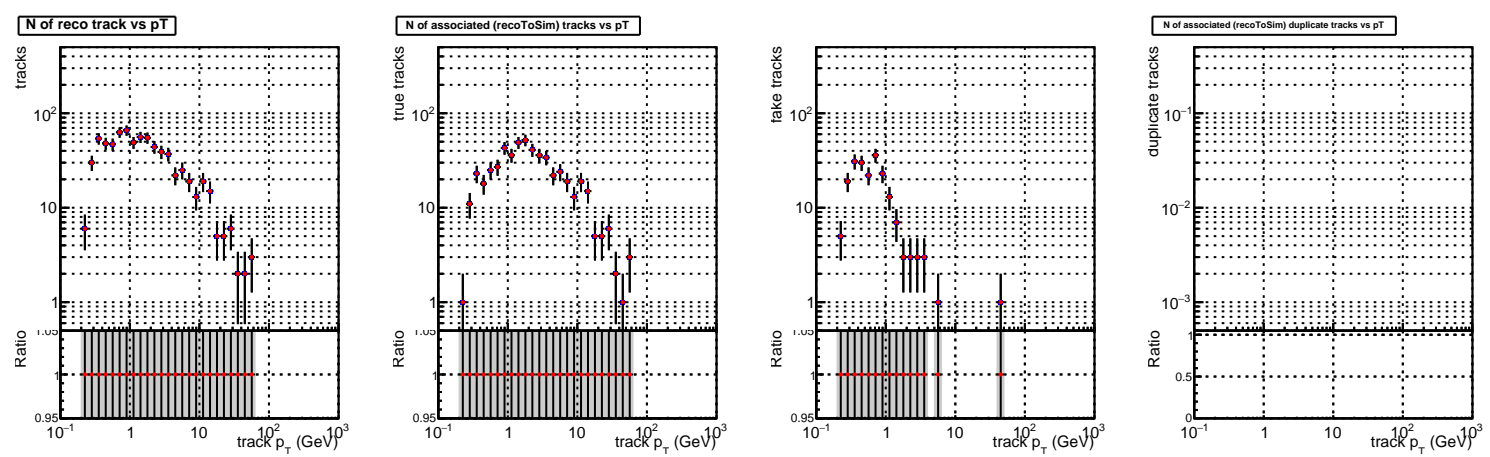 N of reco track vs pT
tracks
10²
10
1
Ratio
1.05
1
0.95
10⁻¹ 1 10 10² 10³
track p_T (GeV)
N of associated (recoToSim) tracks vs pT
true tracks
10²
10
1
Ratio
1.05
1
0.95
10⁻¹ 1 10 10² 10³
track p_T (GeV)
fake tracks
10²
10
1
Ratio
1.05
1
0.95
10⁻¹ 1 10 10² 10³
track p_T (GeV)
N of associated (recoToSim) duplicate tracks vs pT
duplicate tracks
10⁻¹
10⁻²
10⁻³
Ratio
1
0.5
0
10⁻¹ 1 10 10² 10³
track p_T (GeV)